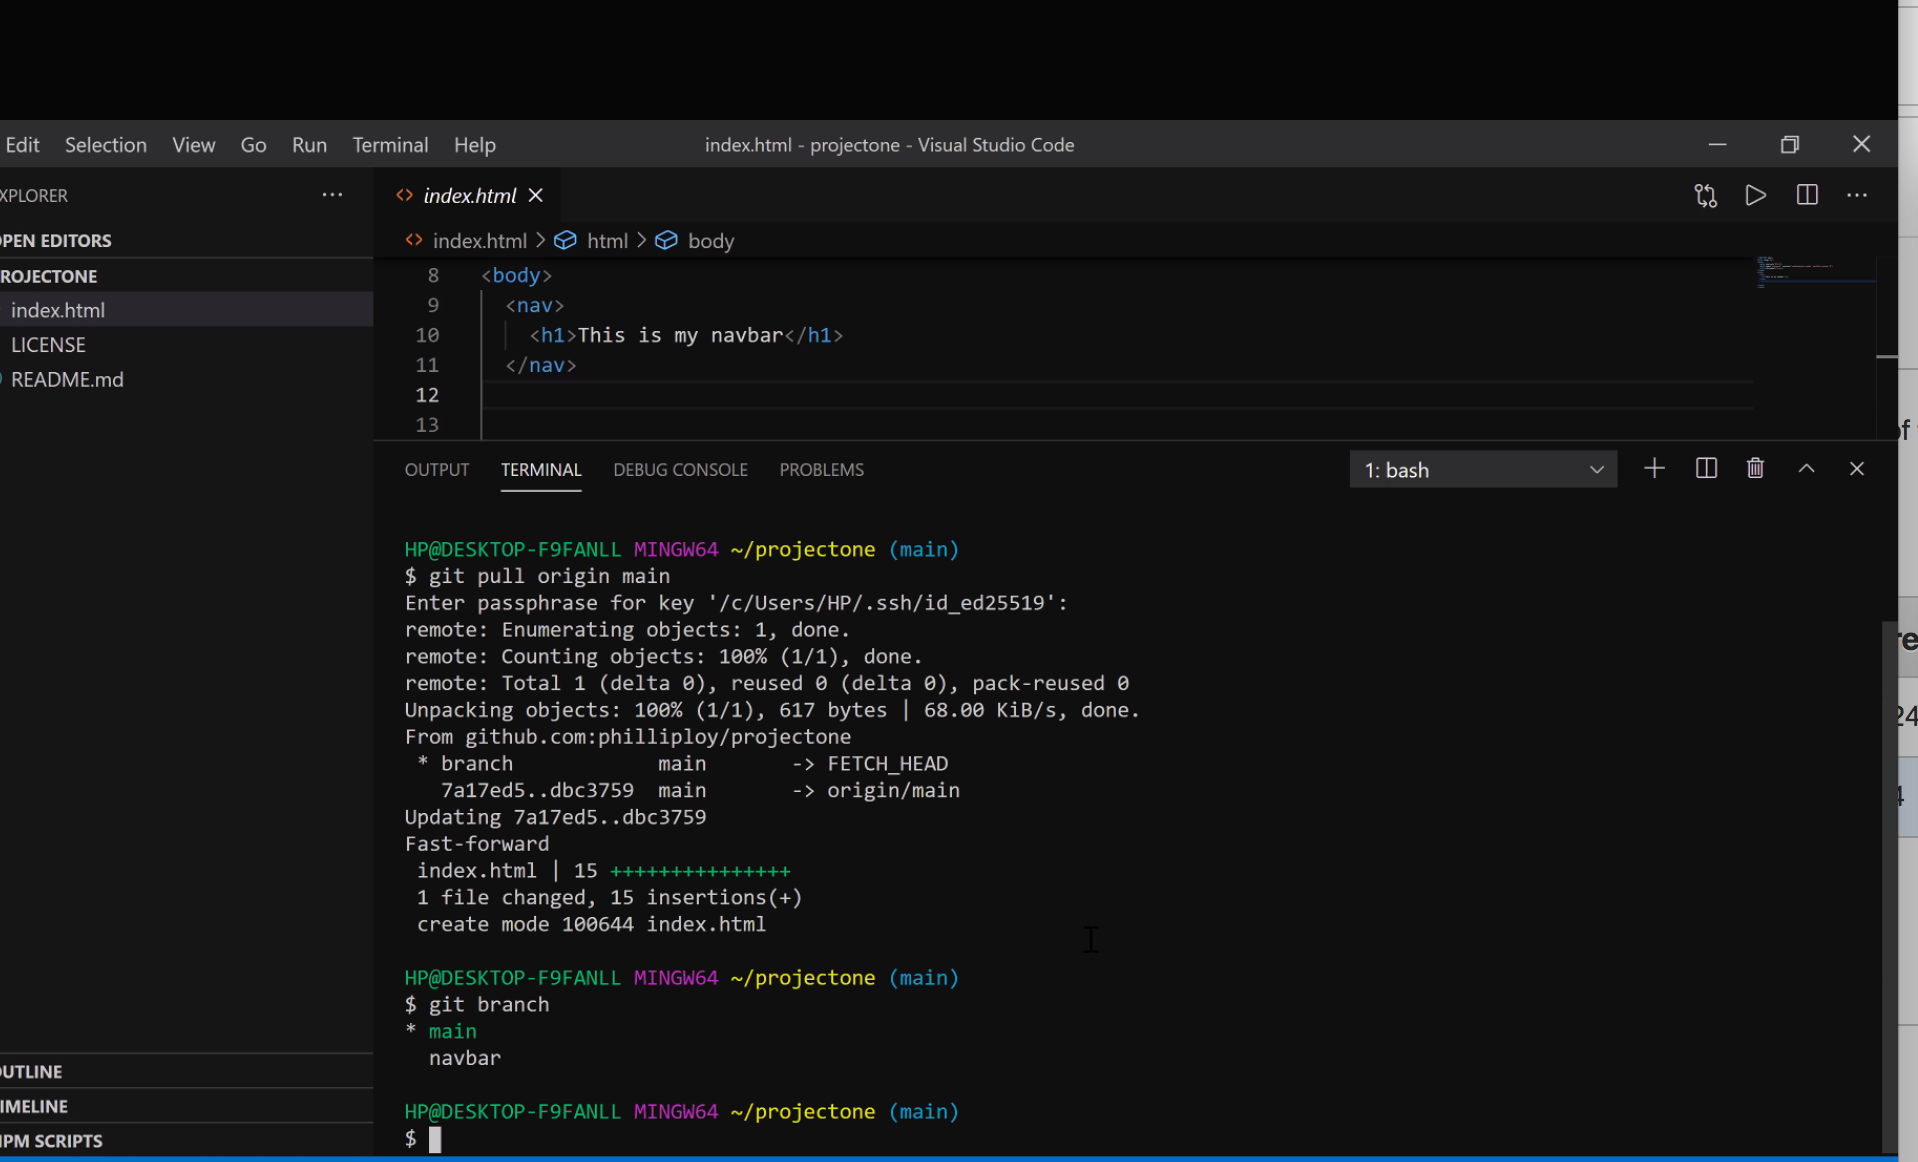 Edit Selection View Go Run Terminal Help index.html - projectone - Visual Studio Code
XPLORER
index.html
PEN EDITORS
index.html > html > body
ROJECTONE
index.html
LICENSE
README.md
8 <body>
9 <nav>
10 <h1>This is my navbar</h1>
11 </nav>
12
13
OUTPUT TERMINAL DEBUG CONSOLE PROBLEMS 1: bash
HP@DESKTOP-F9FANLL MINGW64 ~/projectone (main)
$ git pull origin main
Enter passphrase for key '/c/Users/HP/.ssh/id_ed25519':
remote: Enumerating objects: 1, done.
remote: Counting objects: 100% (1/1), done.
remote: Total 1 (delta 0), reused 0 (delta 0), pack-reused 0
Unpacking objects: 100% (1/1), 617 bytes | 68.00 KiB/s, done.
From github.com:philliploy/projectone
* branch main -> FETCH_HEAD
7a17ed5..dbc3759 main -> origin/main
Updating 7a17ed5..dbc3759
Fast-forward
index.html | 15 +++++++++++++++
1 file changed, 15 insertions(+)
create mode 100644 index.html
HP@DESKTOP-F9FANLL MINGW64 ~/projectone (main)
$ git branch
* main
navbar
HP@DESKTOP-F9FANLL MINGW64 ~/projectone (main)
$
UTLINE
IMELINE
PM SCRIPTS
of
re
24
4